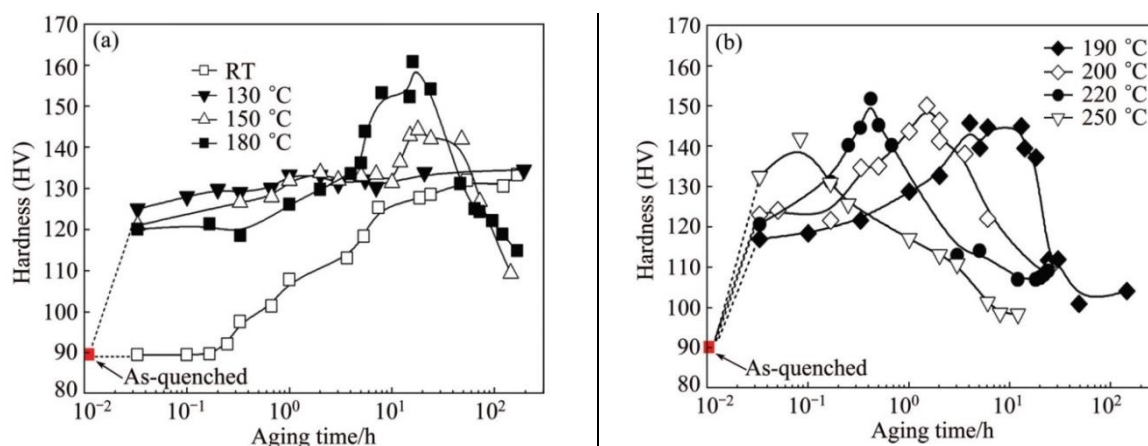 (a)
RT
130 °C
150 °C
180 °C
Hardness (HV)
170
160
150
140
130
120
110
100
90
80
As-quenched
10⁻²
10⁻¹
10⁰
10¹
10²
Aging time/h
(b)
190 °C
200 °C
220 °C
250 °C
Hardness (HV)
170
160
150
140
130
120
110
100
90
80
As-quenched
10⁻²
10⁻¹
10⁰
10¹
10²
Aging time/h